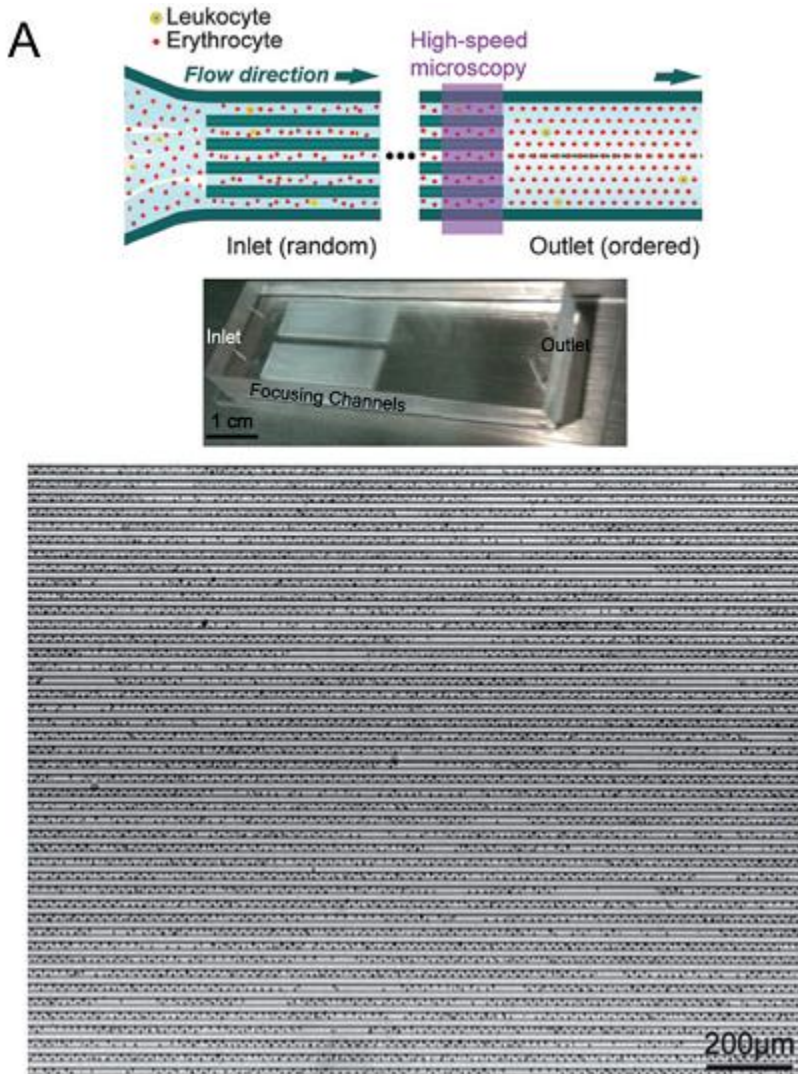 A
Leukocyte
Erythrocyte
Flow direction
High-speed
microscopy
Inlet (random)
Outlet (ordered)
Inlet
Outlet
Focusing Channels
1 cm
200μm